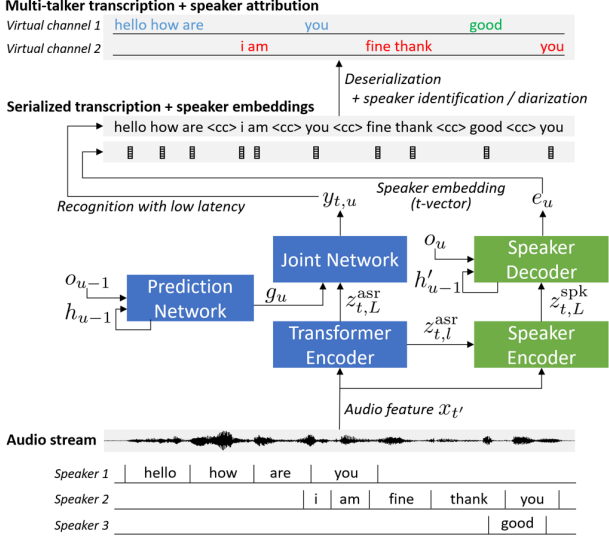 Multi-talker transcription + speaker attribution
Virtual channel 1 hello how are you good
Virtual channel 2 i am fine thank you
Deserialization
+ speaker identification / diarization
Serialized transcription + speaker embeddings
hello how are <cc> i am <cc> you <cc> fine thank <cc> good <cc> you
Recognition with low latency
y_{t,u}
Speaker embedding
(t-vector)
e_u
Joint Network
o_u
h'_{u-1}
Speaker
Decoder
o_{u-1}
h_{u-1}
Prediction
Network
g_u
z_{t,L}^{asr}
z_{t,L}^{spk}
Transformer
Encoder
z_{t,l}^{asr}
Speaker
Encoder
Audio feature x_{t'}
Audio stream
Speaker 1 hello how are you
Speaker 2 i am fine thank you
Speaker 3 good